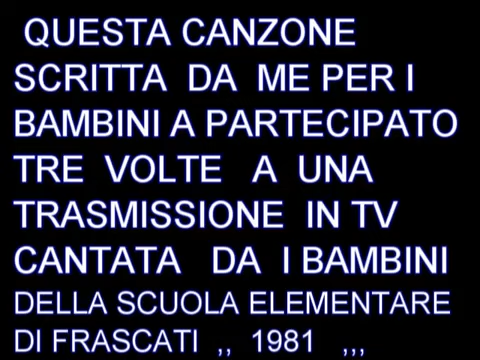 QUESTA CANZONE
SCRITTA DA ME PER I
BAMBINI A PARTECIPATO
TRE VOLTE A UNA
TRASMISSIONE IN TV
CANTATA DA I BAMBINI
DELLA SCUOLA ELEMENTARE
DI FRASCATI ,, 1981 ,,,